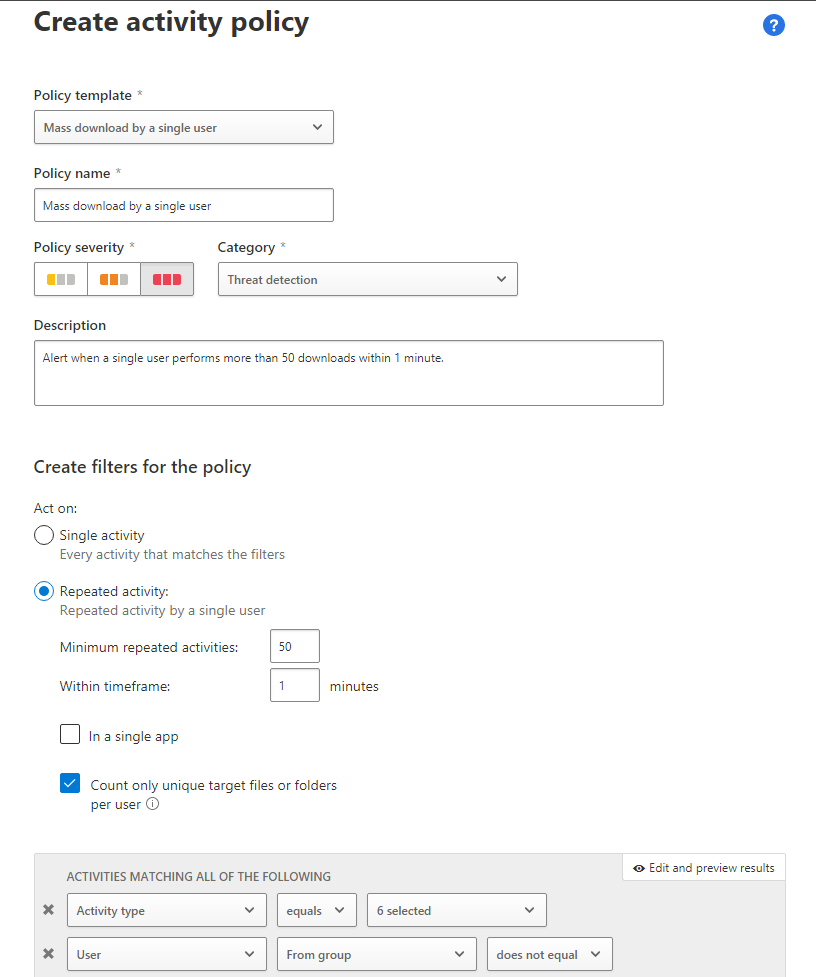 Create activity policy
?
Policy template *
Mass download by a single user
Policy name *
Mass download by a single user
Policy severity *
Category *
Threat detection
Description
Alert when a single user performs more than 50 downloads within 1 minute.
Create filters for the policy
Act on:
Single activity
Every activity that matches the filters
Repeated activity:
Repeated activity by a single user
Minimum repeated activities: 50
Within timeframe: 1 minutes
In a single app
Count only unique target files or folders
per user
Edit and preview results
ACTIVITIES MATCHING ALL OF THE FOLLOWING
Activity type equals 6 selected
User From group does not equal